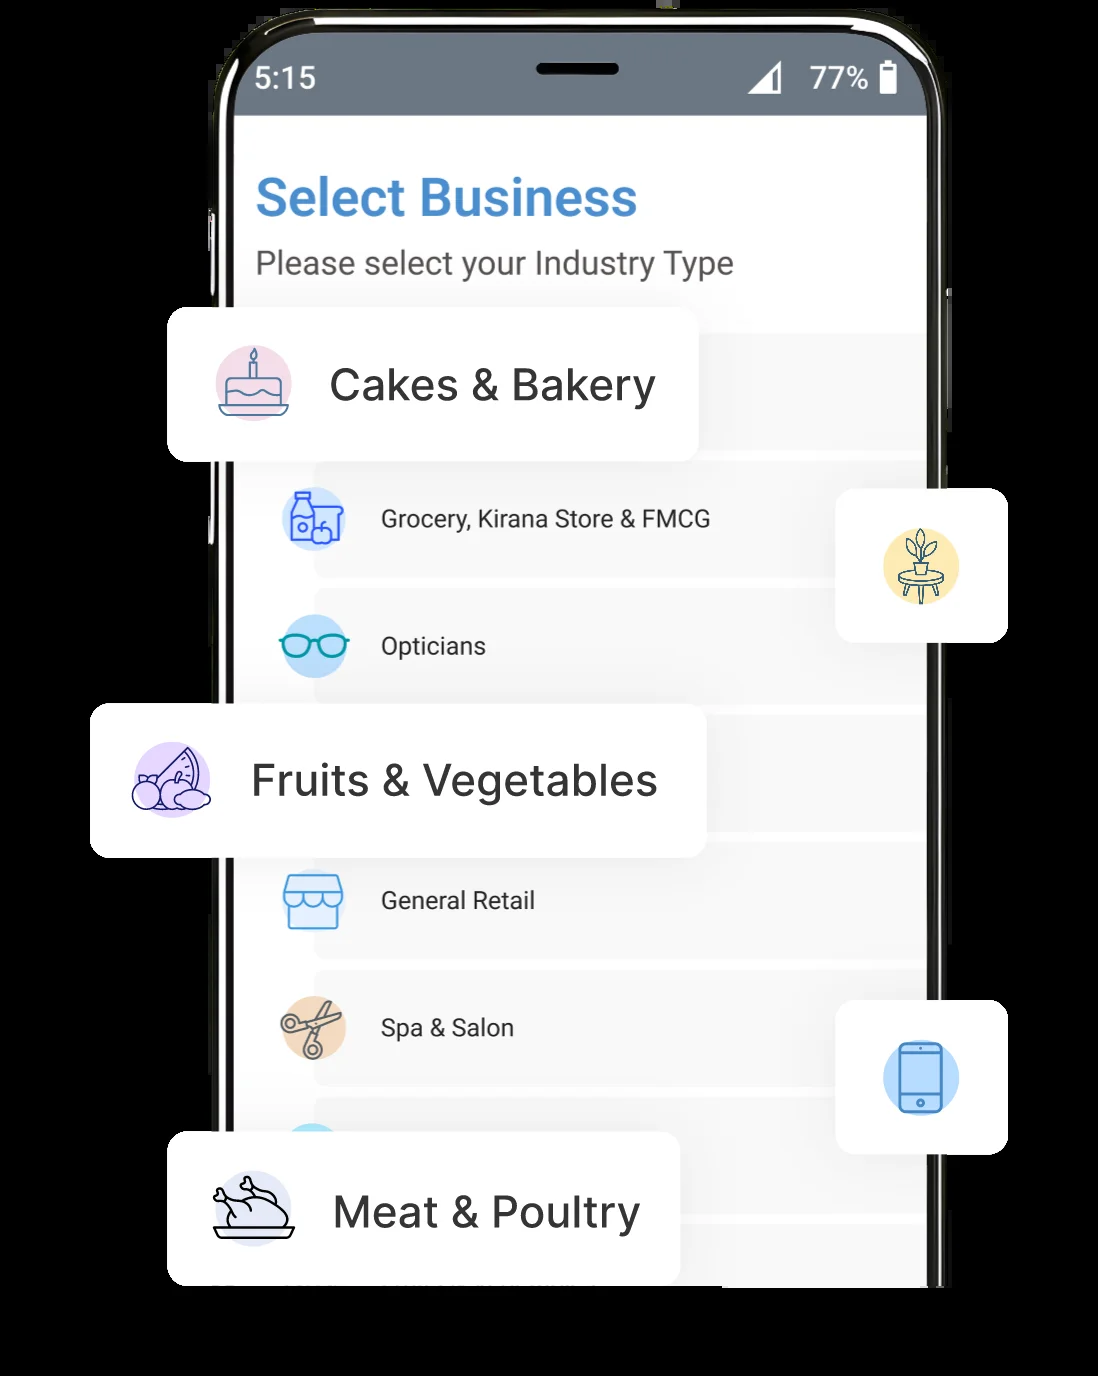 5:15
77%
Select Business
Please select your Industry Type
Cakes & Bakery
Grocery, Kirana Store & FMCG
Opticians
Fruits & Vegetables
General Retail
Spa & Salon
Meat & Poultry